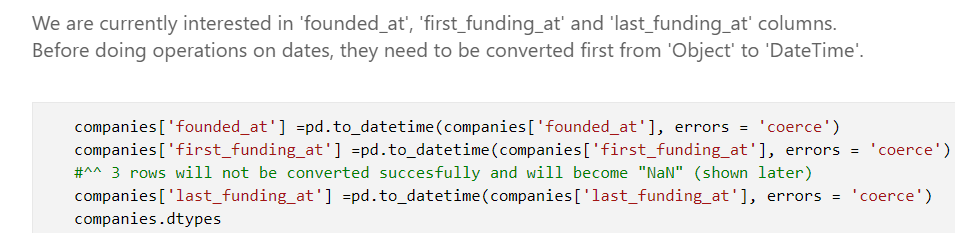 We are currently interested in 'founded_at', 'first_funding_at' and 'last_funding_at' columns.
Before doing operations on dates, they need to be converted first from 'Object' to 'DateTime'.
companies['founded_at'] =pd.to_datetime(companies['founded_at'], errors = 'coerce')
companies['first_funding_at'] =pd.to_datetime(companies['first_funding_at'], errors = 'coerce')
#^^ 3 rows will not be converted succesfully and will become "NaN" (shown later)
companies['last_funding_at'] =pd.to_datetime(companies['last_funding_at'], errors = 'coerce')
companies.dtypes